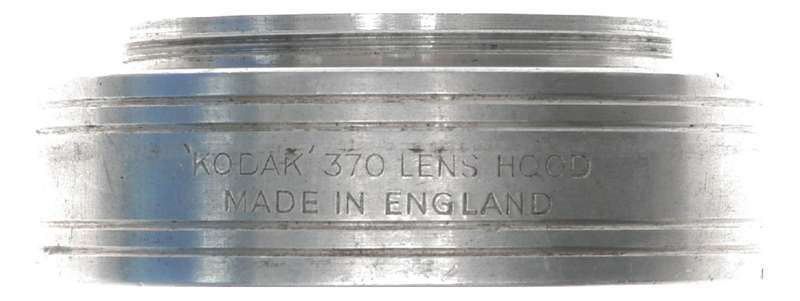 'KODAK' 370 LENS HOOD
MADE IN ENGLAND